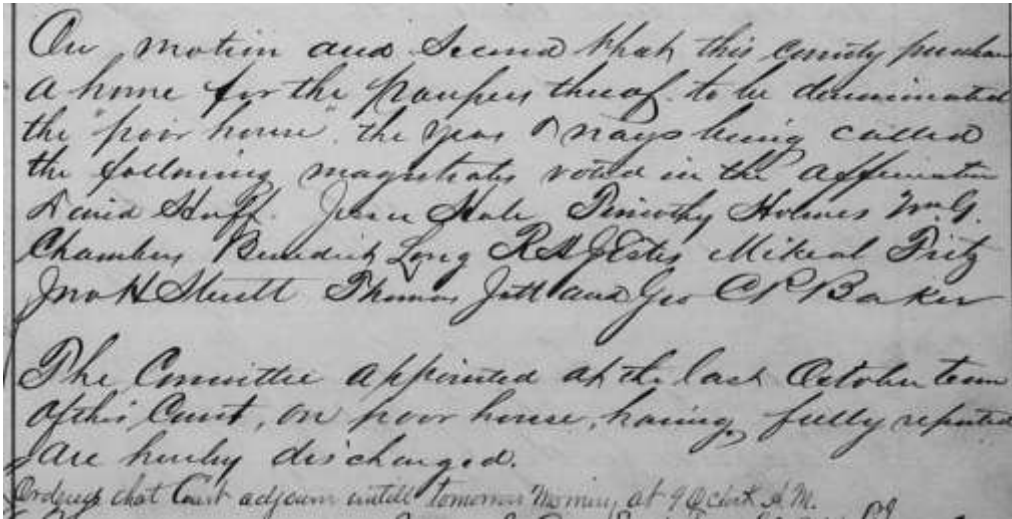 On motion and Second that this County purchase
a home for the paupers thereof to be denominated
the "poor house". the yeas & nays being called
the following magistrates voted in the affirmative
David Huff. Jesse Hale Timothy Holmes Wm G.
Chambers Benedict Long R A J Estes Mikeal Fritz
Jno H Sterett Thomas Jett and Geo C P Baker
The Committee appointed at the last October term
of this Court, on poor house, having fully reported
are hereby discharged.
Ordered that Court adjourn untill tomorrow Morning at 9 O clock A.M.